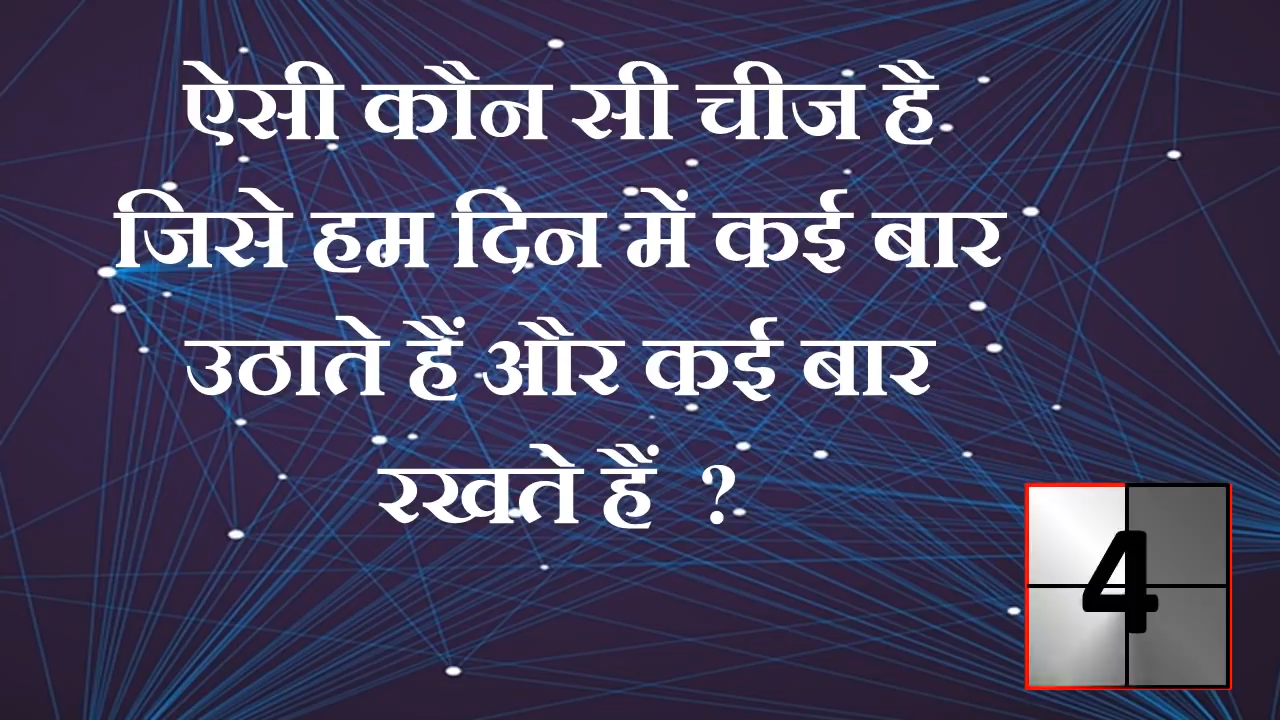 ऐसी कौन सी चीज है
जिसे हम दिन में कई बार
उठाते हैं और कई बार
रखते हैं ?
4